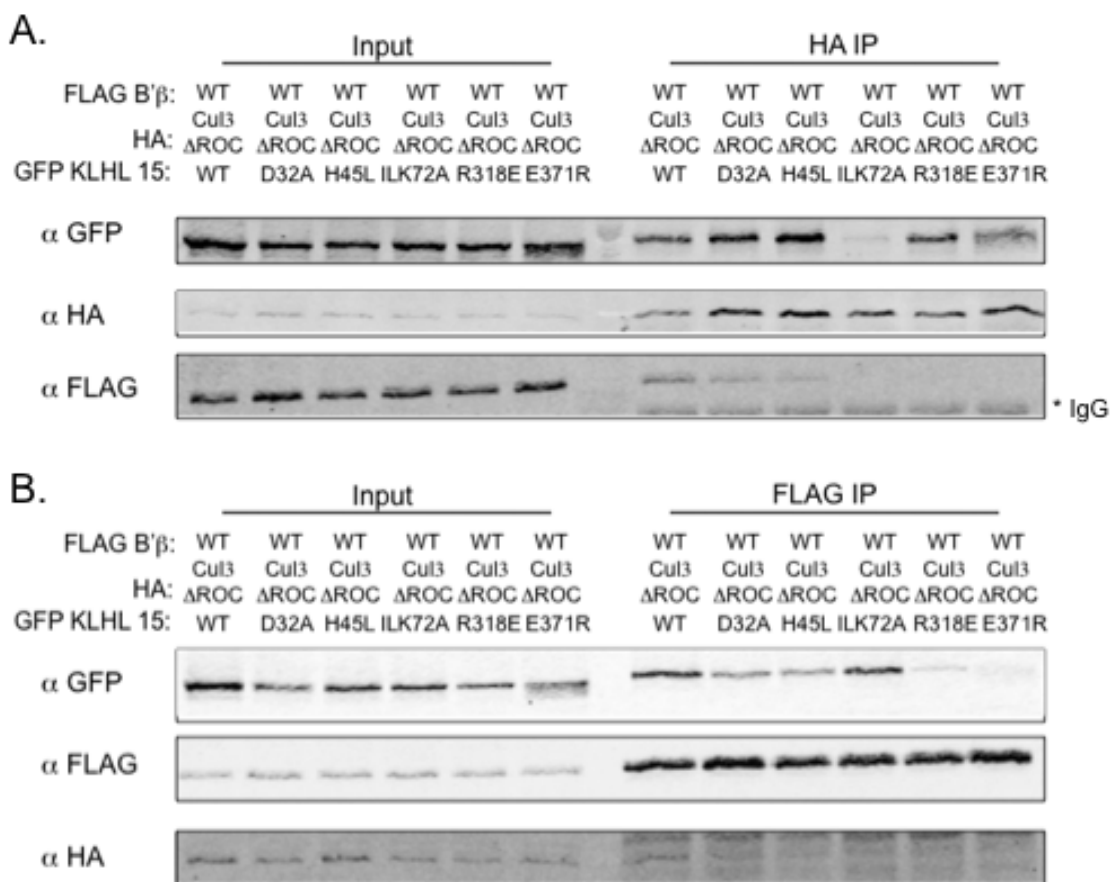 A.
Input HA IP
FLAG B'β: WT WT WT WT WT WT WT WT WT WT WT WT
Cul3 Cul3 Cul3 Cul3 Cul3 Cul3 Cul3 Cul3 Cul3 Cul3 Cul3 Cul3
HA: ΔROC ΔROC ΔROC ΔROC ΔROC ΔROC ΔROC ΔROC ΔROC ΔROC ΔROC ΔROC
GFP KLHL 15: WT D32A H45L ILK72A R318E E371R WT D32A H45L ILK72A R318E E371R
α GFP
α HA
α FLAG
* IgG
B.
Input FLAG IP
FLAG B'β: WT WT WT WT WT WT WT WT WT WT WT WT
Cul3 Cul3 Cul3 Cul3 Cul3 Cul3 Cul3 Cul3 Cul3 Cul3 Cul3 Cul3
HA: ΔROC ΔROC ΔROC ΔROC ΔROC ΔROC ΔROC ΔROC ΔROC ΔROC ΔROC ΔROC
GFP KLHL 15: WT D32A H45L ILK72A R318E E371R WT D32A H45L ILK72A R318E E371R
α GFP
α FLAG
α HA